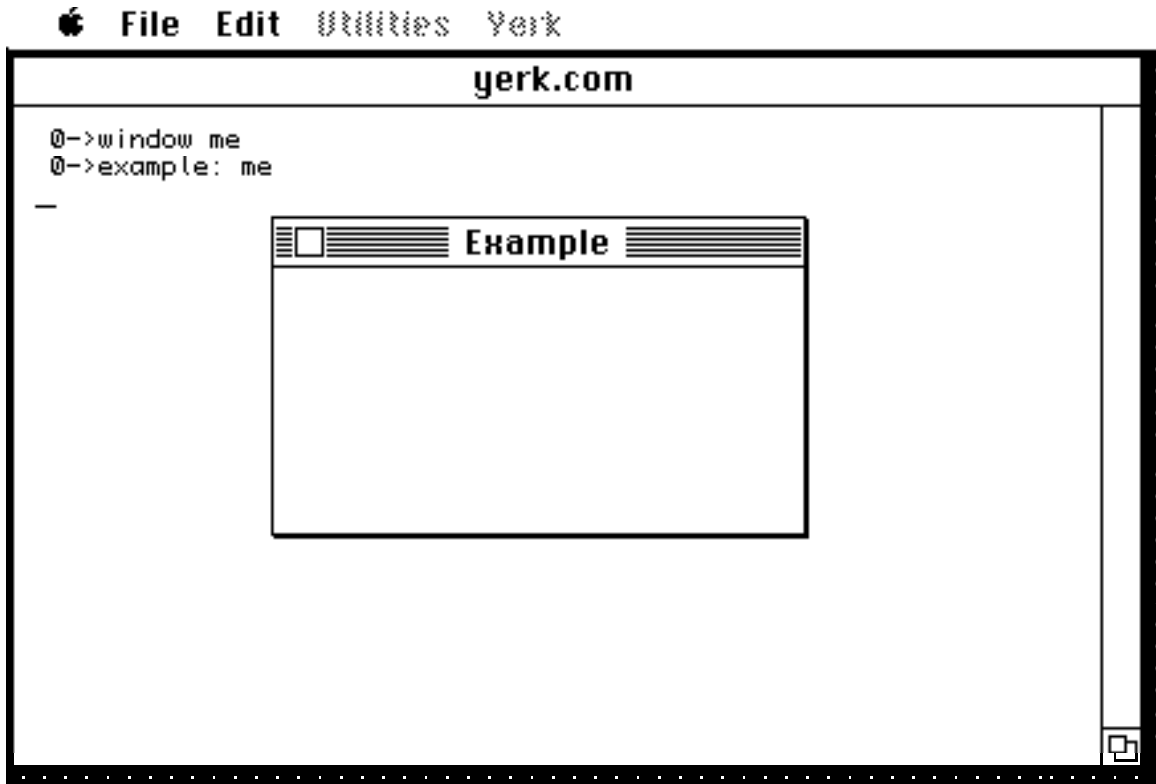 File Edit Utilities Yerk
yerk.com
0->window me
0->example: me
Example